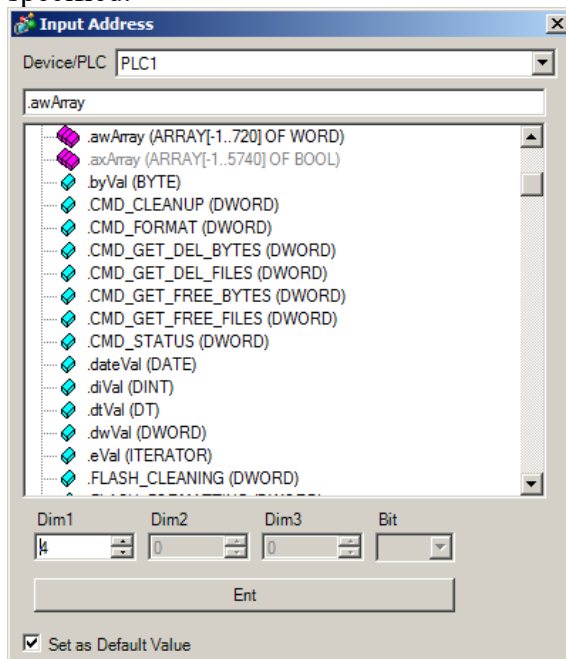 Input Address
Device/PLC PLC1
.awArray
.awArray (ARRAY[-1..720] OF WORD)
.axArray (ARRAY[-1..5740] OF BOOL)
.byVal (BYTE)
.CMD_CLEANUP (DWORD)
.CMD_FORMAT (DWORD)
.CMD_GET_DEL_BYTES (DWORD)
.CMD_GET_DEL_FILES (DWORD)
.CMD_GET_FREE_BYTES (DWORD)
.CMD_GET_FREE_FILES (DWORD)
.CMD_STATUS (DWORD)
.dateVal (DATE)
.diVal (DINT)
.dtVal (DT)
.dwVal (DWORD)
.eVal (ITERATOR)
.FLASH_CLEANING (DWORD)
Dim1 Dim2 Dim3 Bit
4 0 0
Ent
Set as Default Value